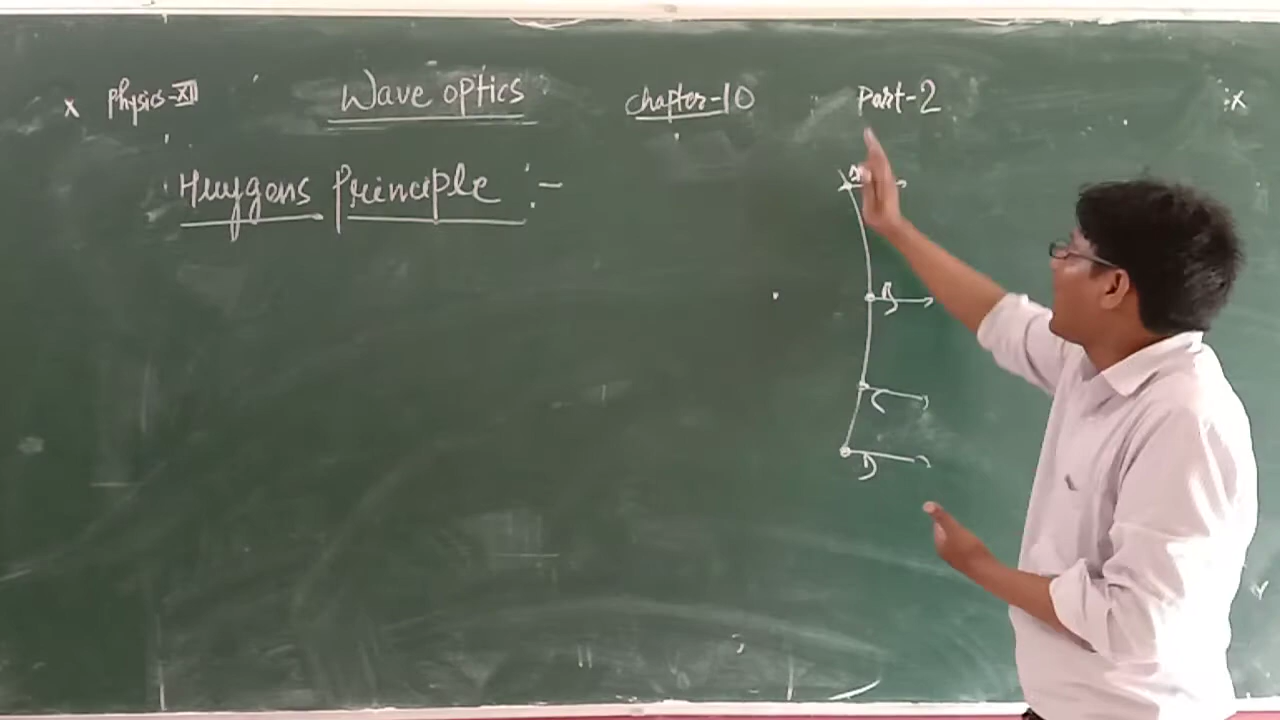 x Physics-XII Wave optics Chapter=10 Part-2 x
Huygens Principle :-
B
C
D